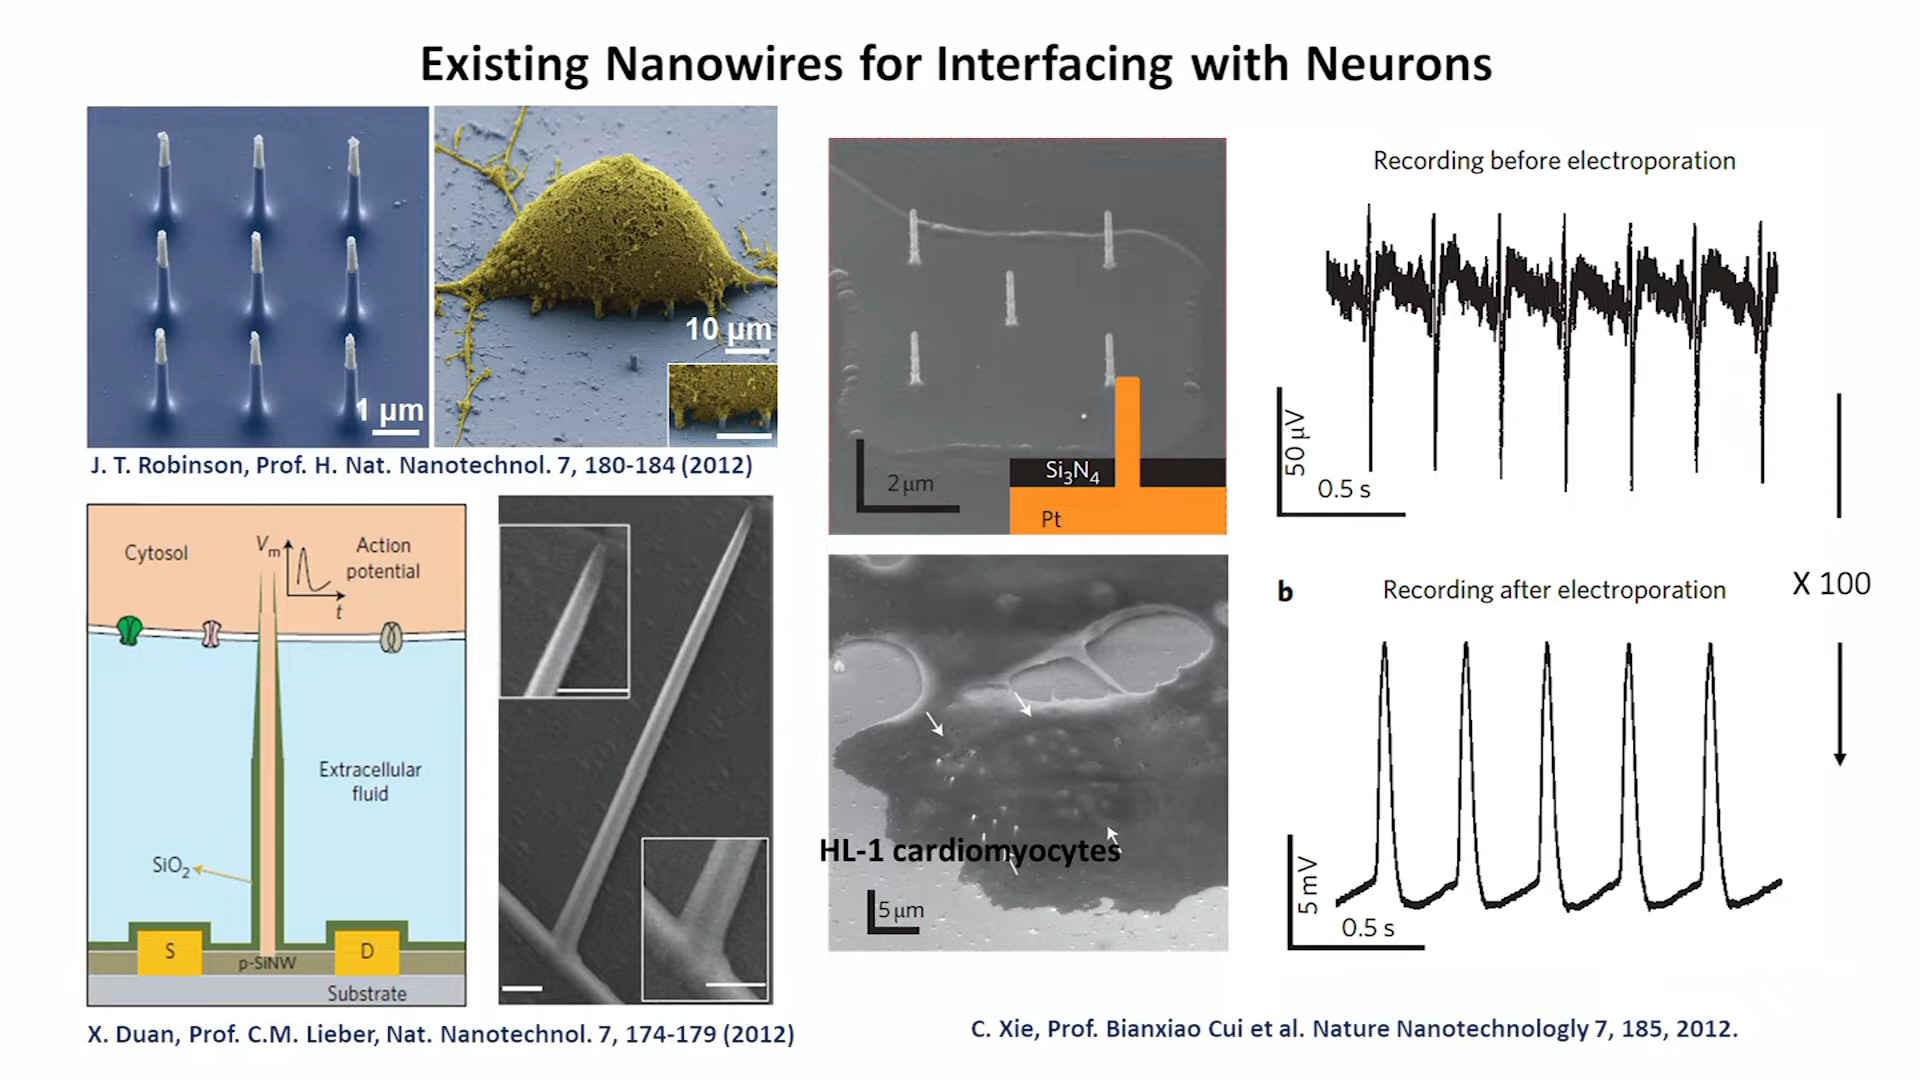 Existing Nanowires for Interfacing with Neurons
1 µm
10 µm
J. T. Robinson, Prof. H. Nat. Nanotechnol. 7, 180-184 (2012)
Cytosol
Vm
t
Action
potential
Extracellular
fluid
SiO2
S
p-SiNW
D
Substrate
X. Duan, Prof. C.M. Lieber, Nat. Nanotechnol. 7, 174-179 (2012)
2 µm
Si3N4
Pt
HL-1 cardiomyocytes
5 µm
Recording before electroporation
50 µV
0.5 s
X 100
b
Recording after electroporation
5 mV
0.5 s
C. Xie, Prof. Bianxiao Cui et al. Nature Nanotechnologly 7, 185, 2012.